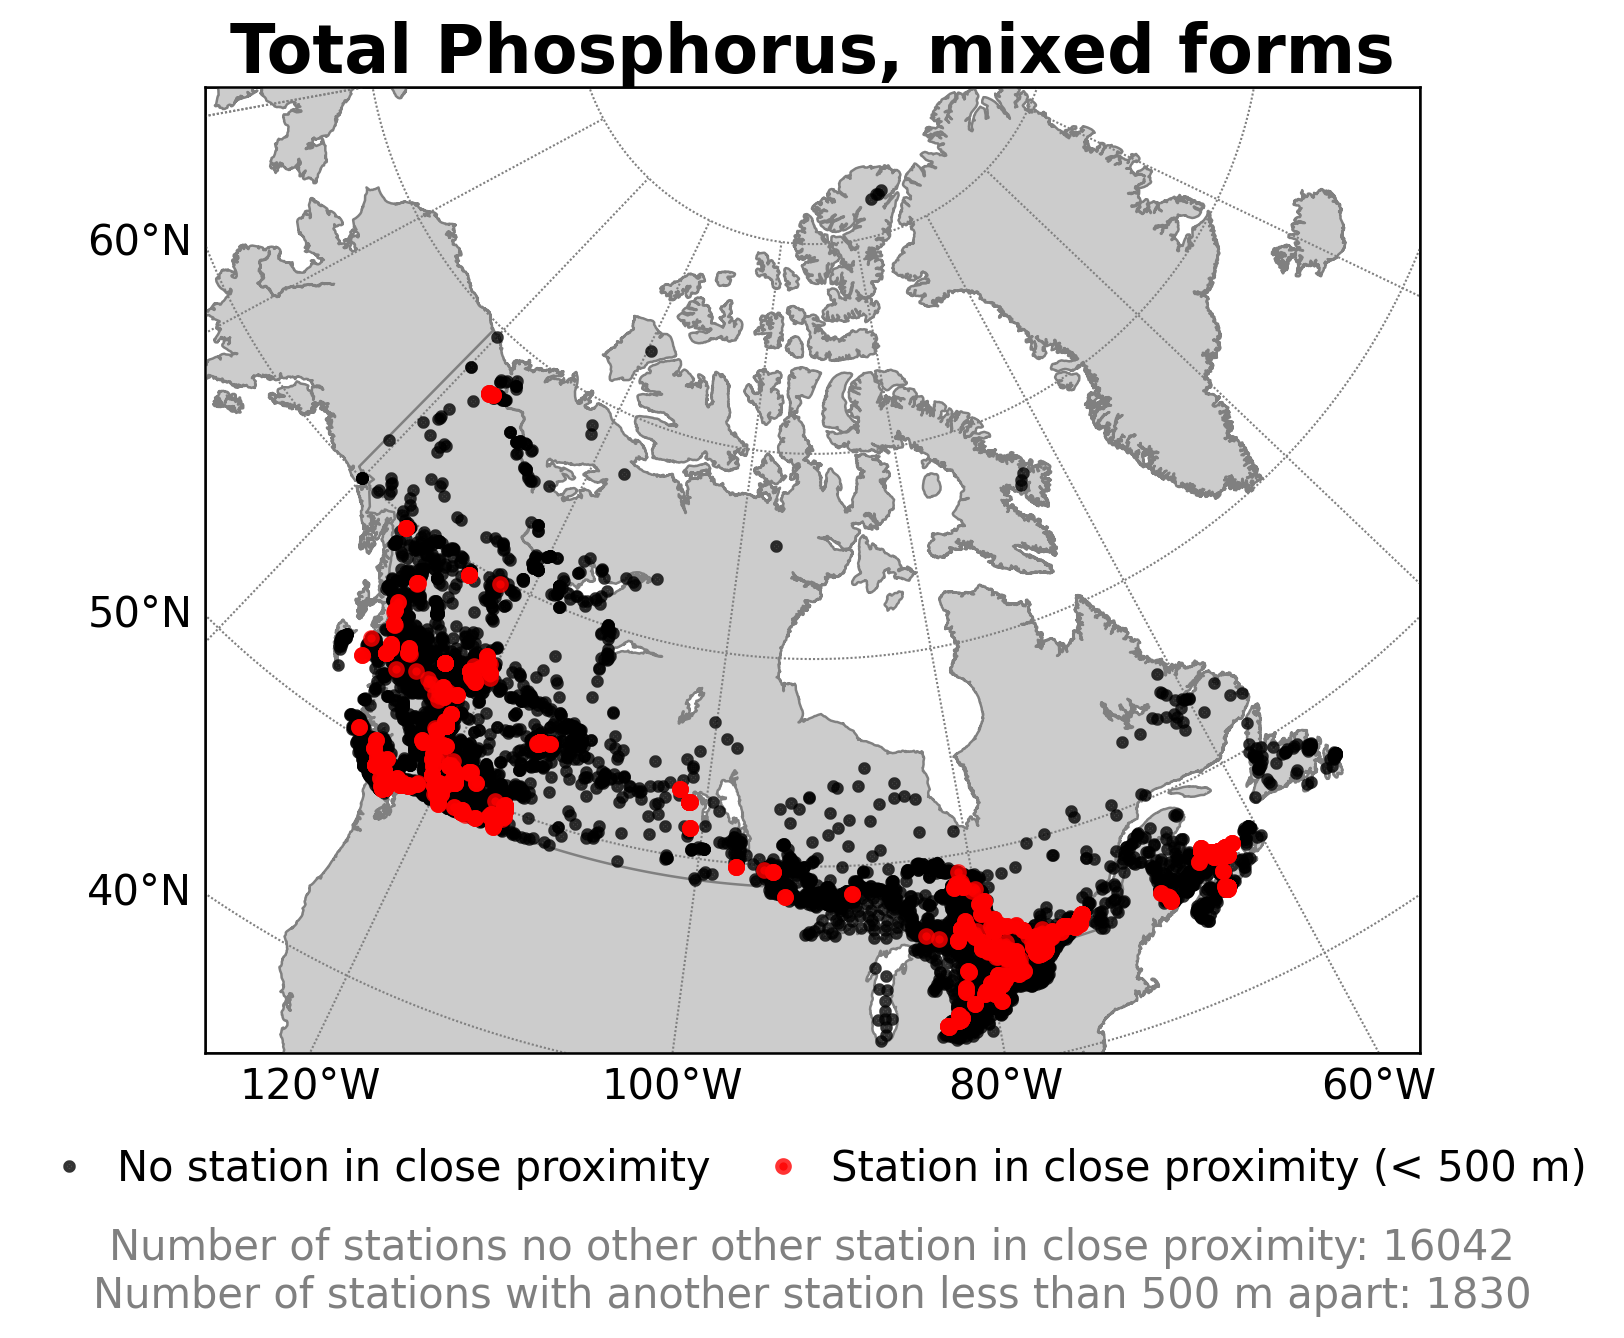 Total Phosphorus, mixed forms
60°N
50°N
40°N
120°W 100°W 80°W 60°W
No station in close proximity Station in close proximity (< 500 m)
Number of stations no other other station in close proximity: 16042
Number of stations with another station less than 500 m apart: 1830